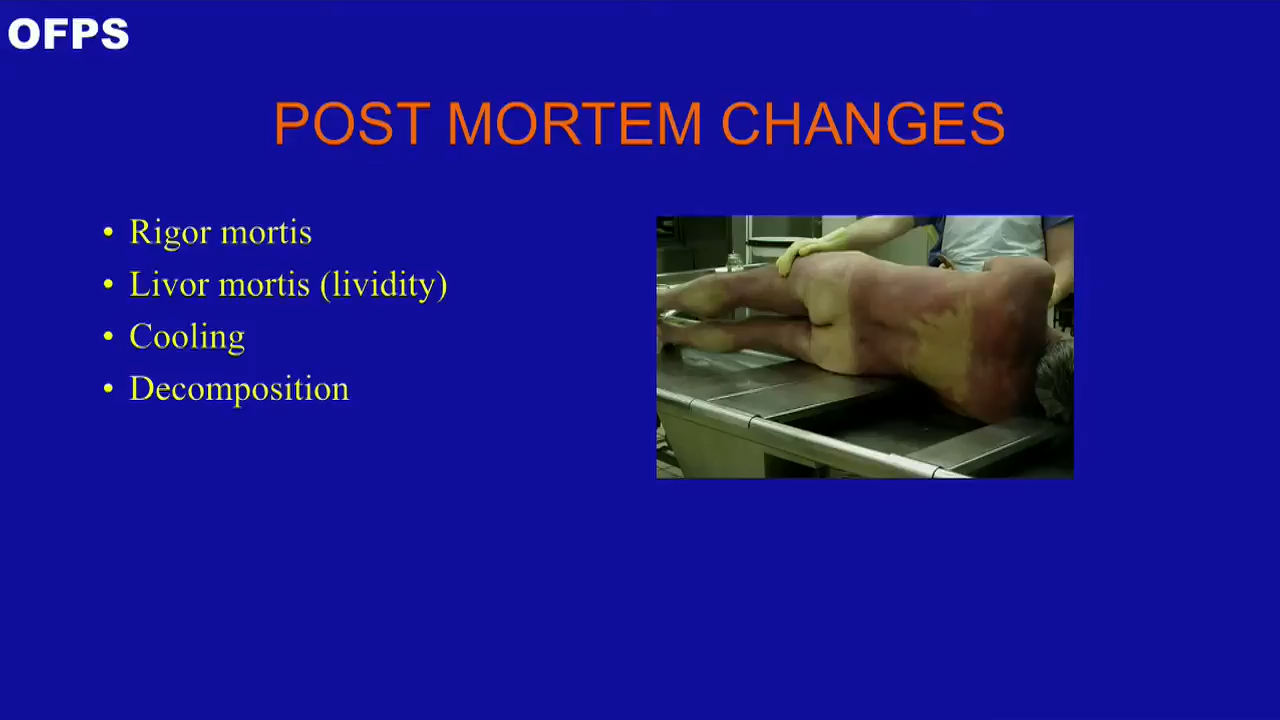 OFPS
POST MORTEM CHANGES
• Rigor mortis
• Livor mortis (lividity)
• Cooling
• Decomposition